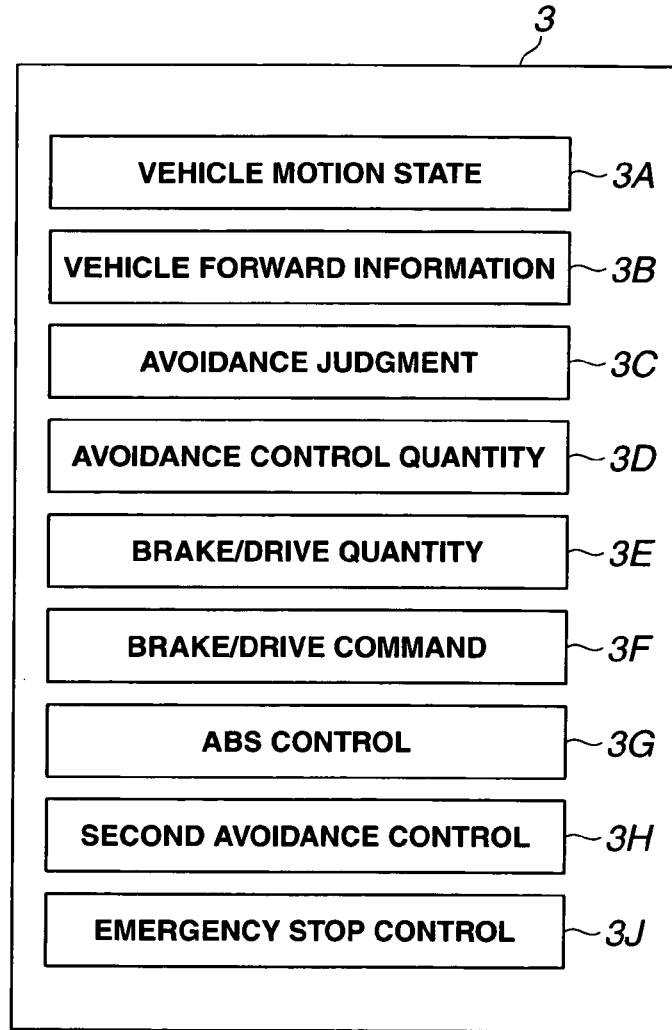 3
VEHICLE MOTION STATE 3A
VEHICLE FORWARD INFORMATION 3B
AVOIDANCE JUDGMENT 3C
AVOIDANCE CONTROL QUANTITY 3D
BRAKE/DRIVE QUANTITY 3E
BRAKE/DRIVE COMMAND 3F
ABS CONTROL 3G
SECOND AVOIDANCE CONTROL 3H
EMERGENCY STOP CONTROL 3J